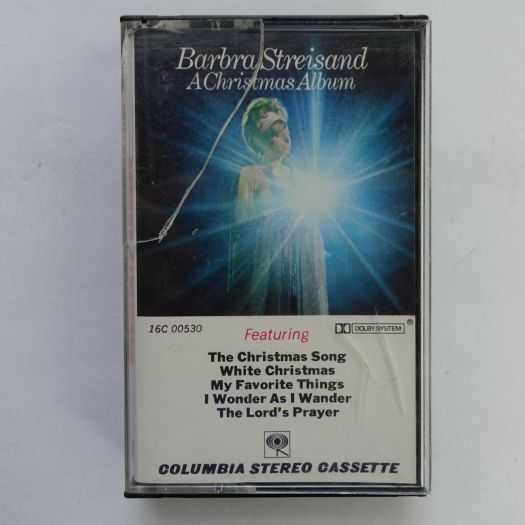 Barbra Streisand
A Christmas Album
16C 00530
Featuring
DOLBY SYSTEM ®
The Christmas Song
White Christmas
My Favorite Things
I Wonder As I Wander
The Lord's Prayer
COLUMBIA STEREO CASSETTE